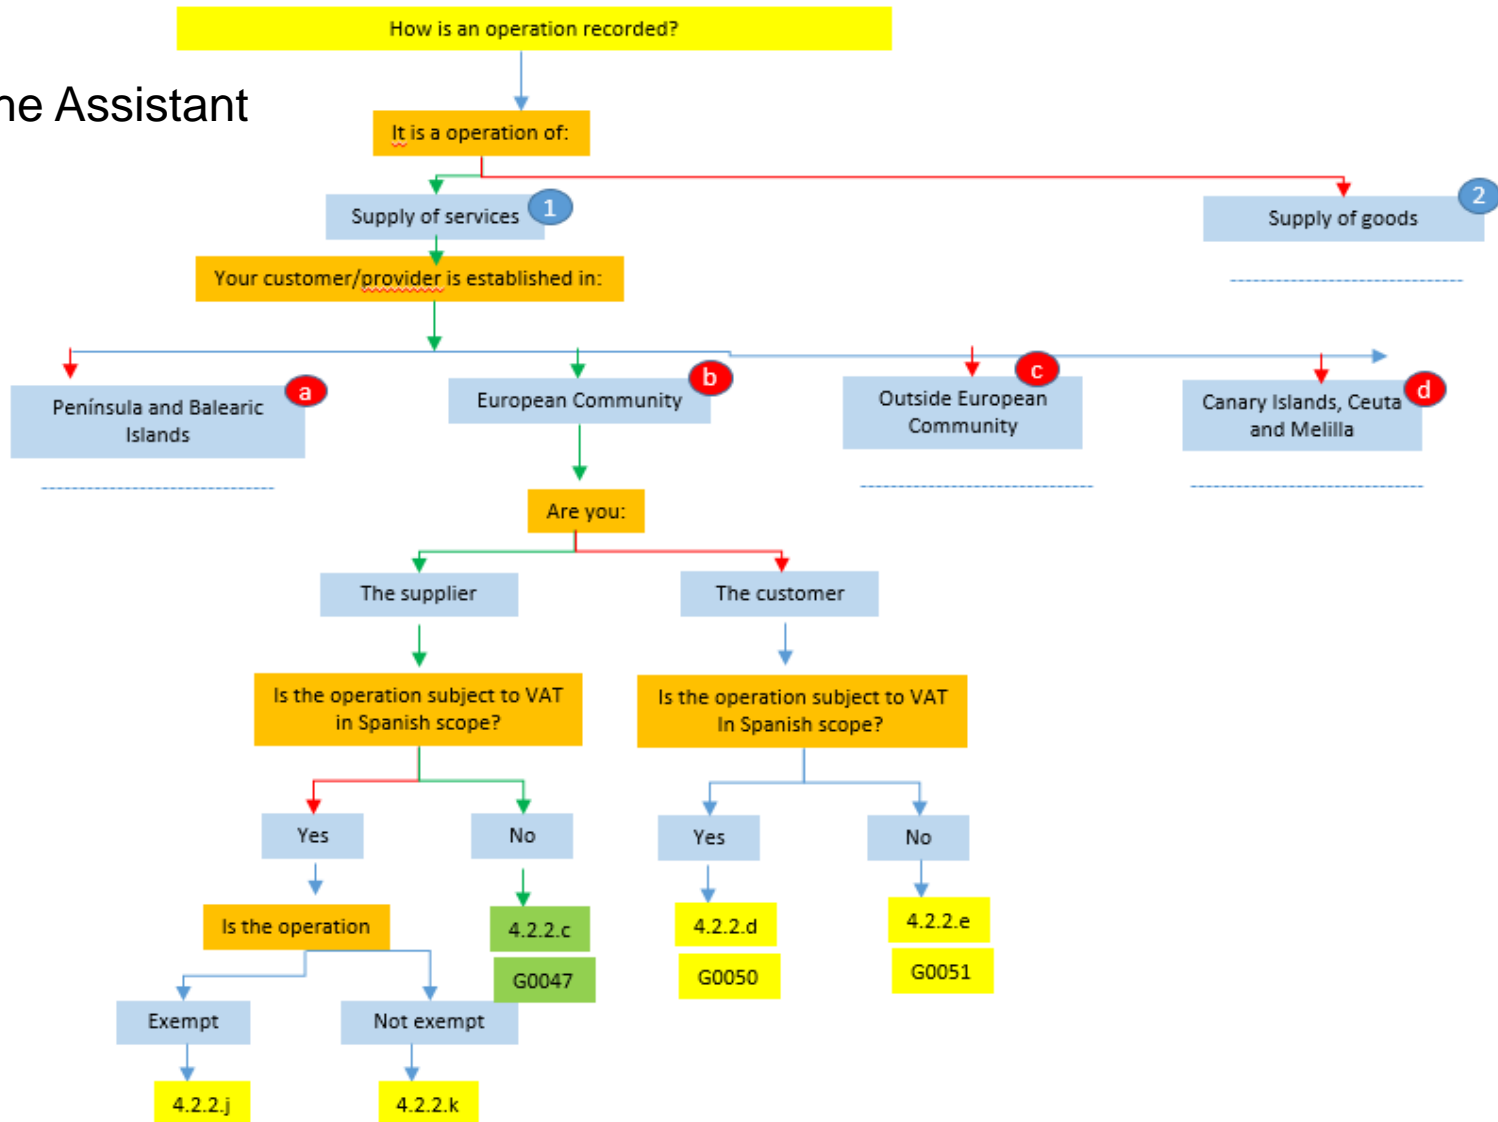 How is an operation recorded?
ne Assistant
It is a operation of:
Supply of services
1
Supply of goods
2
Your customer/provider is established in:
a
Península and Balearic
Islands
b
European Community
c
Outside European
Community
d
Canary Islands, Ceuta
and Melilla
Are you:
The supplier
The customer
Is the operation subject to VAT
in Spanish scope?
Is the operation subject to VAT
In Spanish scope?
Yes
No
Yes
No
Is the operation
4.2.2.c
G0047
4.2.2.d
G0050
4.2.2.e
G0051
Exempt
Not exempt
4.2.2.j
4.2.2.k